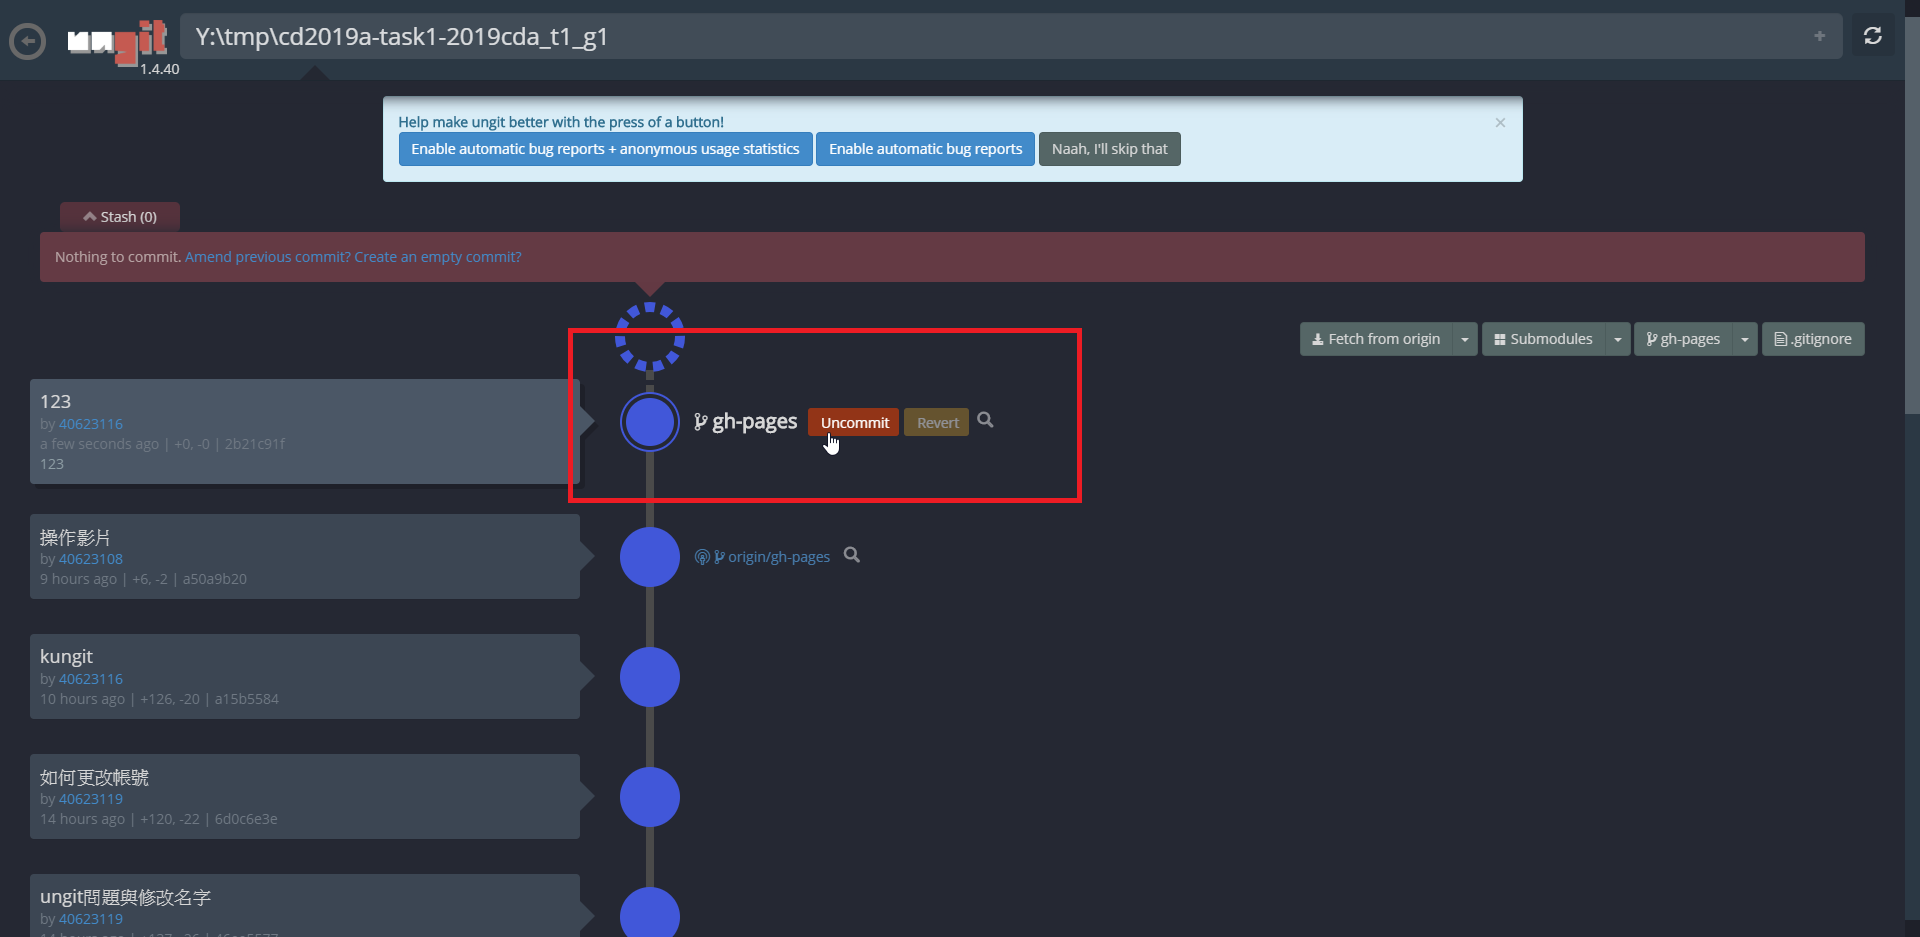 ungit
1.4.40
Y:\tmp\cd2019a-task1-2019cda_t1_g1
+
Help make ungit better with the press of a button!
×
Enable automatic bug reports + anonymous usage statistics
Enable automatic bug reports
Naah, I'll skip that
Stash (0)
Nothing to commit. Amend previous commit? Create an empty commit?
Fetch from origin
Submodules
gh-pages
.gitignore
123
by 40623116
a few seconds ago | +0, -0 | 2b21c91f
123
gh-pages
Uncommit
Revert
操作影片
by 40623108
9 hours ago | +6, -2 | a50a9b20
origin/gh-pages
kungit
by 40623116
10 hours ago | +126, -20 | a15b5584
如何更改帳號
by 40623119
14 hours ago | +120, -22 | 6d0c6e3e
ungit問題與修改名字
by 40623119